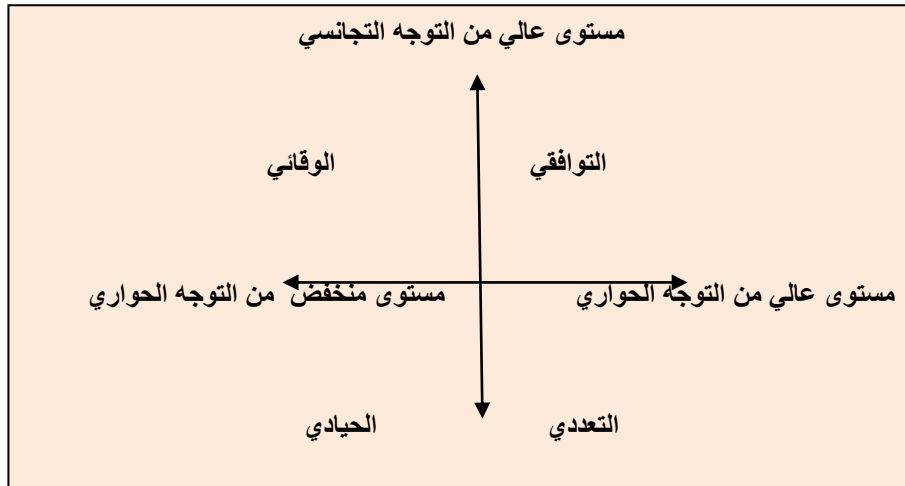 مستوى عالي من التوجه التجانسي
التوافقي
الوقائي
مستوى عالي من التوجه الحواري
مستوى منخفض من التوجه الحواري
التعددي
الحيادي